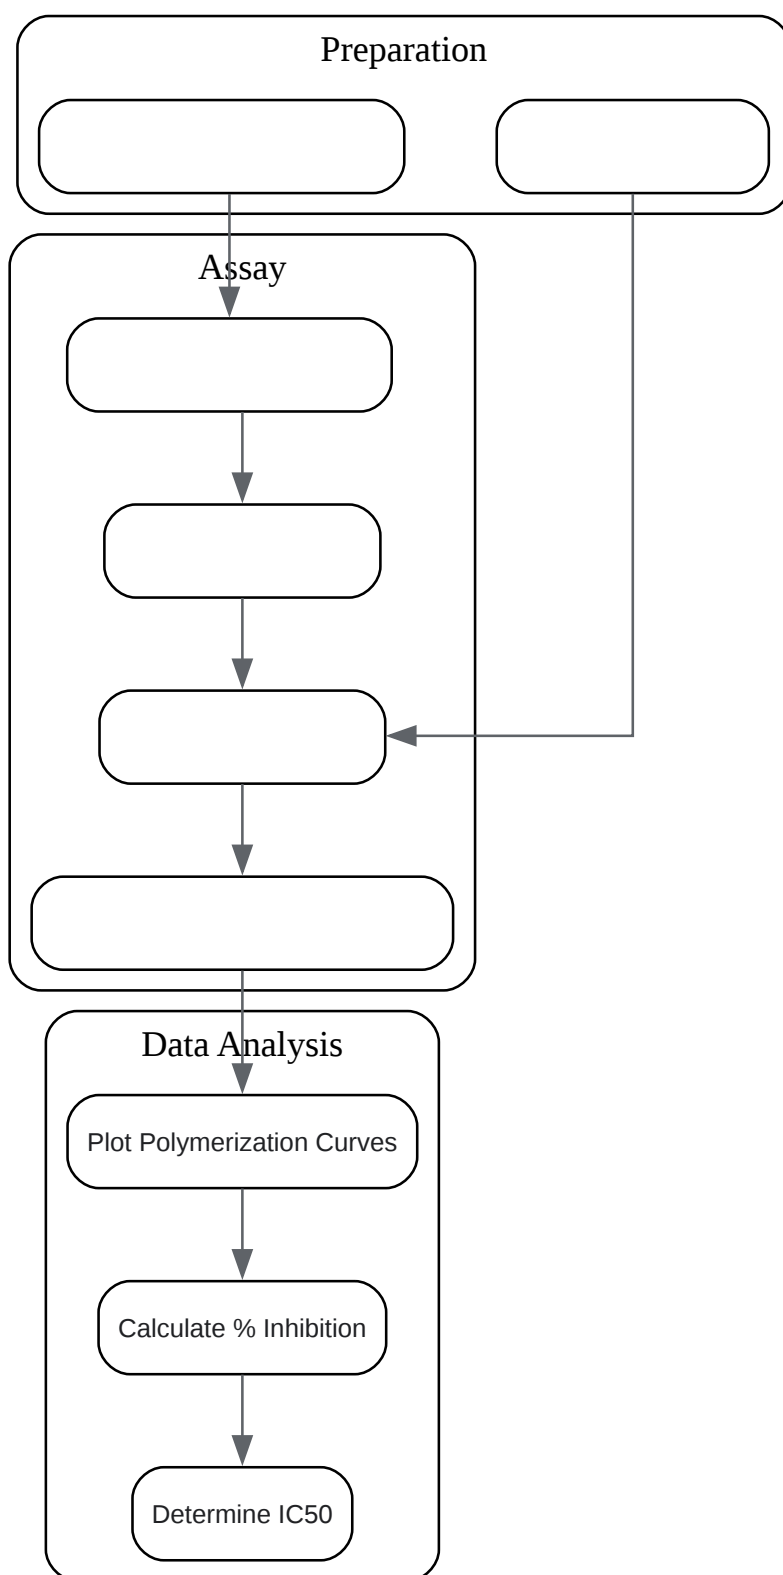 Preparation
Assay
Data Analysis
Plot Polymerization Curves
Calculate % Inhibition
Determine IC50